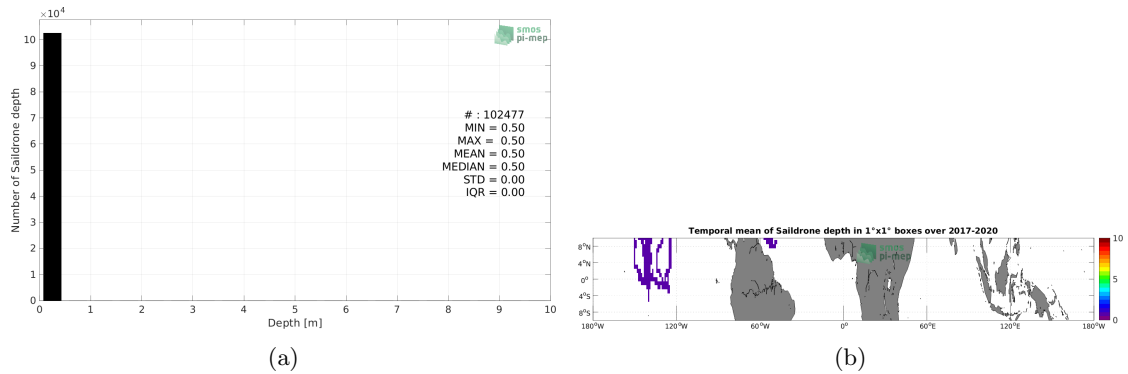 ×10⁴
10
9
8
7
6
5
4
3
2
1
0
Number of Saildrone depth
0 1 2 3 4 5 6 7 8 9 10
Depth [m]
smos
pi-mep
# : 102477
MIN = 0.50
MAX = 0.50
MEAN = 0.50
MEDIAN = 0.50
STD = 0.00
IQR = 0.00
(a)
Temporal mean of Saildrone depth in 1°x1° boxes over 2017-2020
8°N
4°N
0°
4°S
8°S
180°W 120°W 60°W 0° 60°E 120°E 180°W
smos
pi-mep
10
5
0
(b)